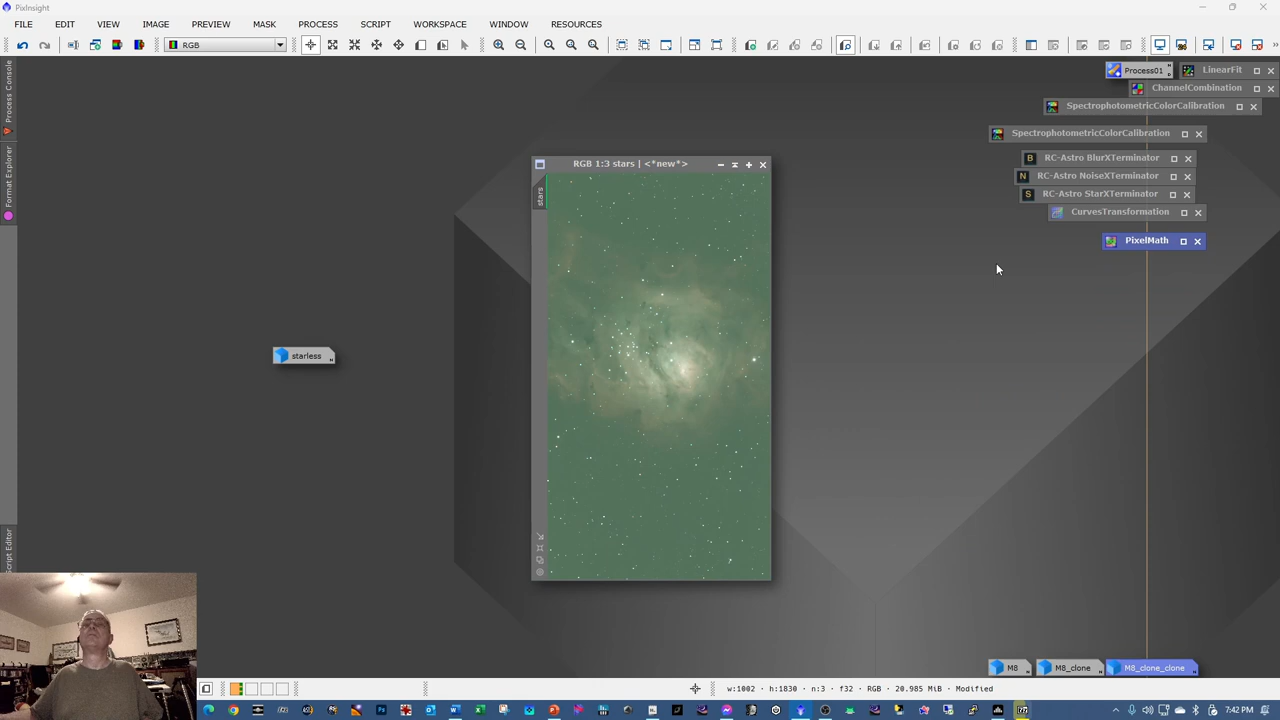 PixInsight
FILE EDIT VIEW IMAGE PREVIEW MASK PROCESS SCRIPT WORKSPACE WINDOW RESOURCES
RGB
Process Console
Format Explorer
Script Editor
Process01
LinearFit
ChannelCombination
SpectrophotometricColorCalibration
SpectrophotometricColorCalibration
B RC-Astro BlurXTerminator
N RC-Astro NoiseXTerminator
S RC-Astro StarXTerminator
CurvesTransformation
PixelMath
RGB 1:3 stars | <*new*>
stars
starless
M8 M8_clone M8_clone_clone
w:1002 · h:1830 · n:3 · f32 · RGB · 20.985 MiB · Modified
7:42 PM